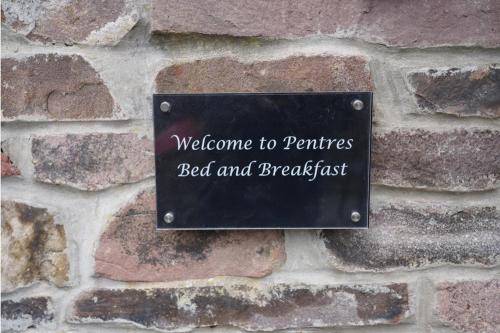 Welcome to Pentres
Bed and Breakfast